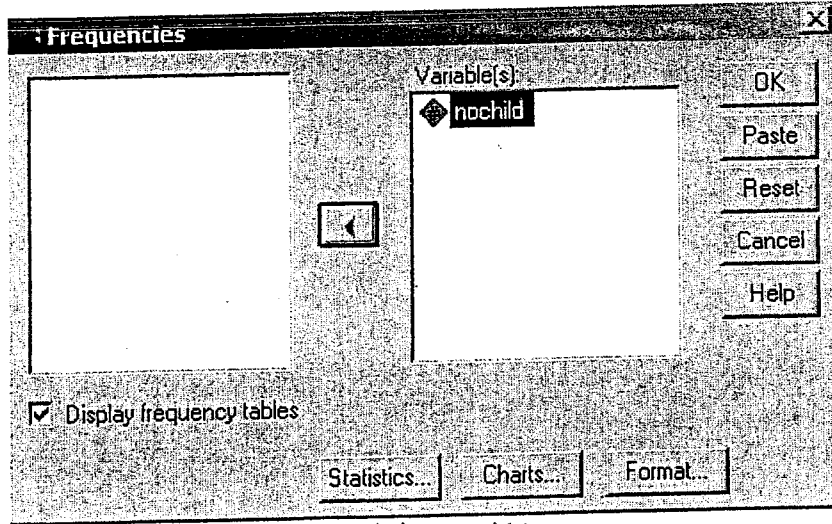 Frequencies
Variable(s):
nochild
OK
Paste
Reset
Cancel
Help
Display frequency tables
Statistics...
Charts...
Format...